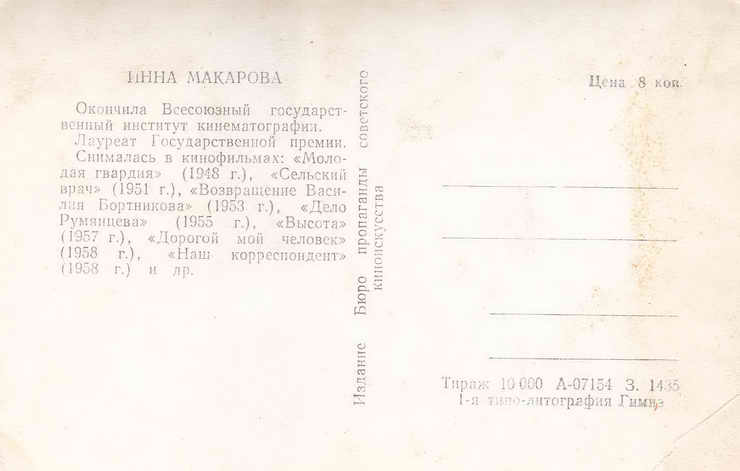 ИННА МАКАРОВА
Окончила Всесоюзный государст-
венный институт кинематографии.
Лауреат Государственной премии.
Снималась в кинофильмах: «Моло-
дая гвардия» (1948 г.), «Сельский
врач» (1951 г.), «Возвращение Васи-
лия Бортникова» (1953 г.), «Дело
Румянцева» (1955 г.), «Высота»
(1957 г.), «Дорогой мой человек»
(1958 г.), «Наш корреспондент»
(1958 г.) и др.
Издание Бюро пропаганды советского
киноискусства
Цена 8 коп.
Тираж 10 000 А-07154 З. 1435
1-я типо-литография Гимиз